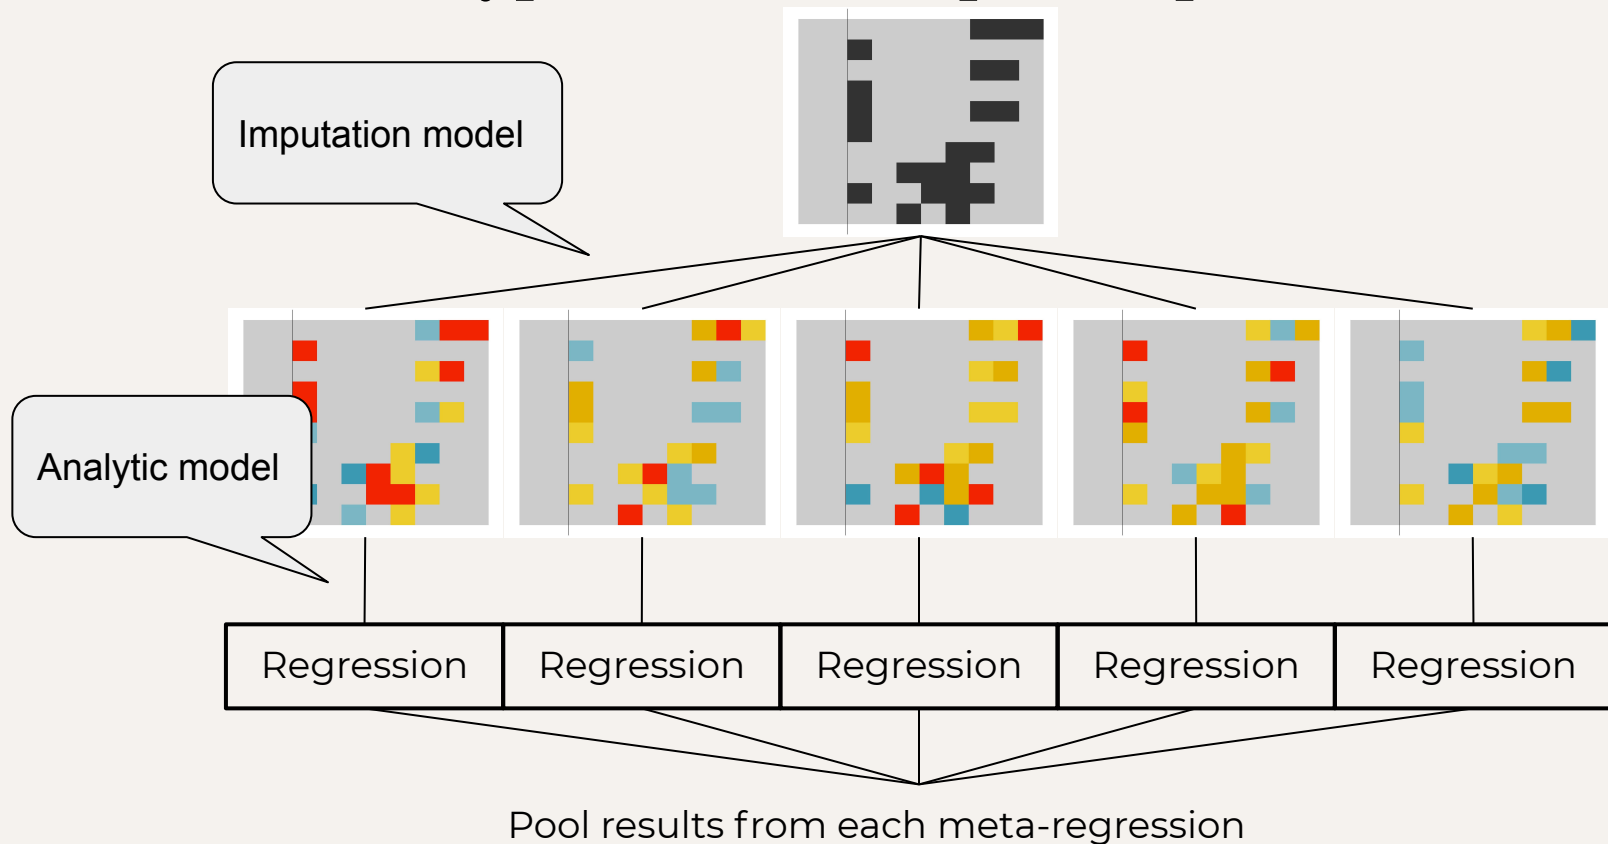 Imputation model
Analytic model
Regression
Regression
Regression
Regression
Regression
Pool results from each meta-regression